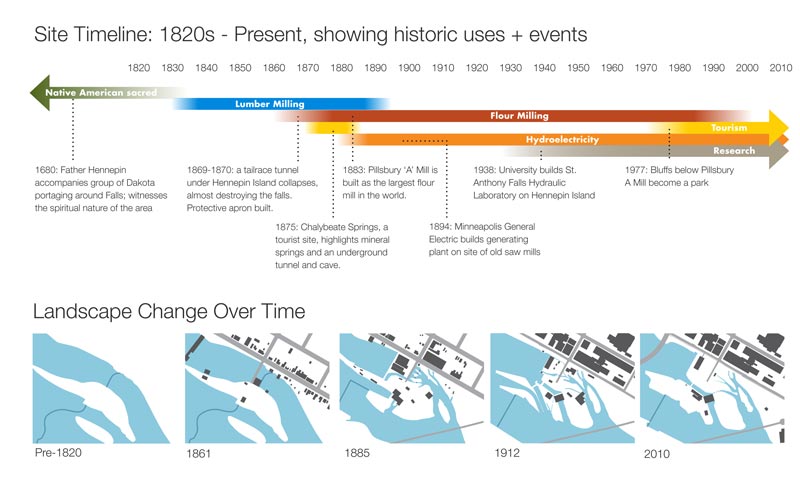 Site Timeline: 1820s - Present, showing historic uses + events
1820 1830 1840 1850 1860 1870 1880 1890 1900 1910 1920 1930 1940 1950 1960 1970 1980 1990 2000 2010
Native American sacred
Lumber Milling
Flour Milling
Tourism
Hydroelectricity
Research
1680: Father Hennepin
accompanies group of Dakota
portaging around Falls; witnesses
the spiritual nature of the area
1869-1870: a tailrace tunnel
under Hennepin Island collapses,
almost destroying the falls.
Protective apron built.
1875: Chalybeate Springs, a
tourist site, highlights mineral
springs and an underground
tunnel and cave.
1883: Pillsbury ‘A’ Mill is
built as the largest flour
mill in the world.
1894: Minneapolis General
Electric builds generating
plant on site of old saw mills
1938: University builds St.
Anthony Falls Hydraulic
Laboratory on Hennepin Island
1977: Bluffs below Pillsbury
A Mill become a park
Landscape Change Over Time
Pre-1820
1861
1885
1912
2010